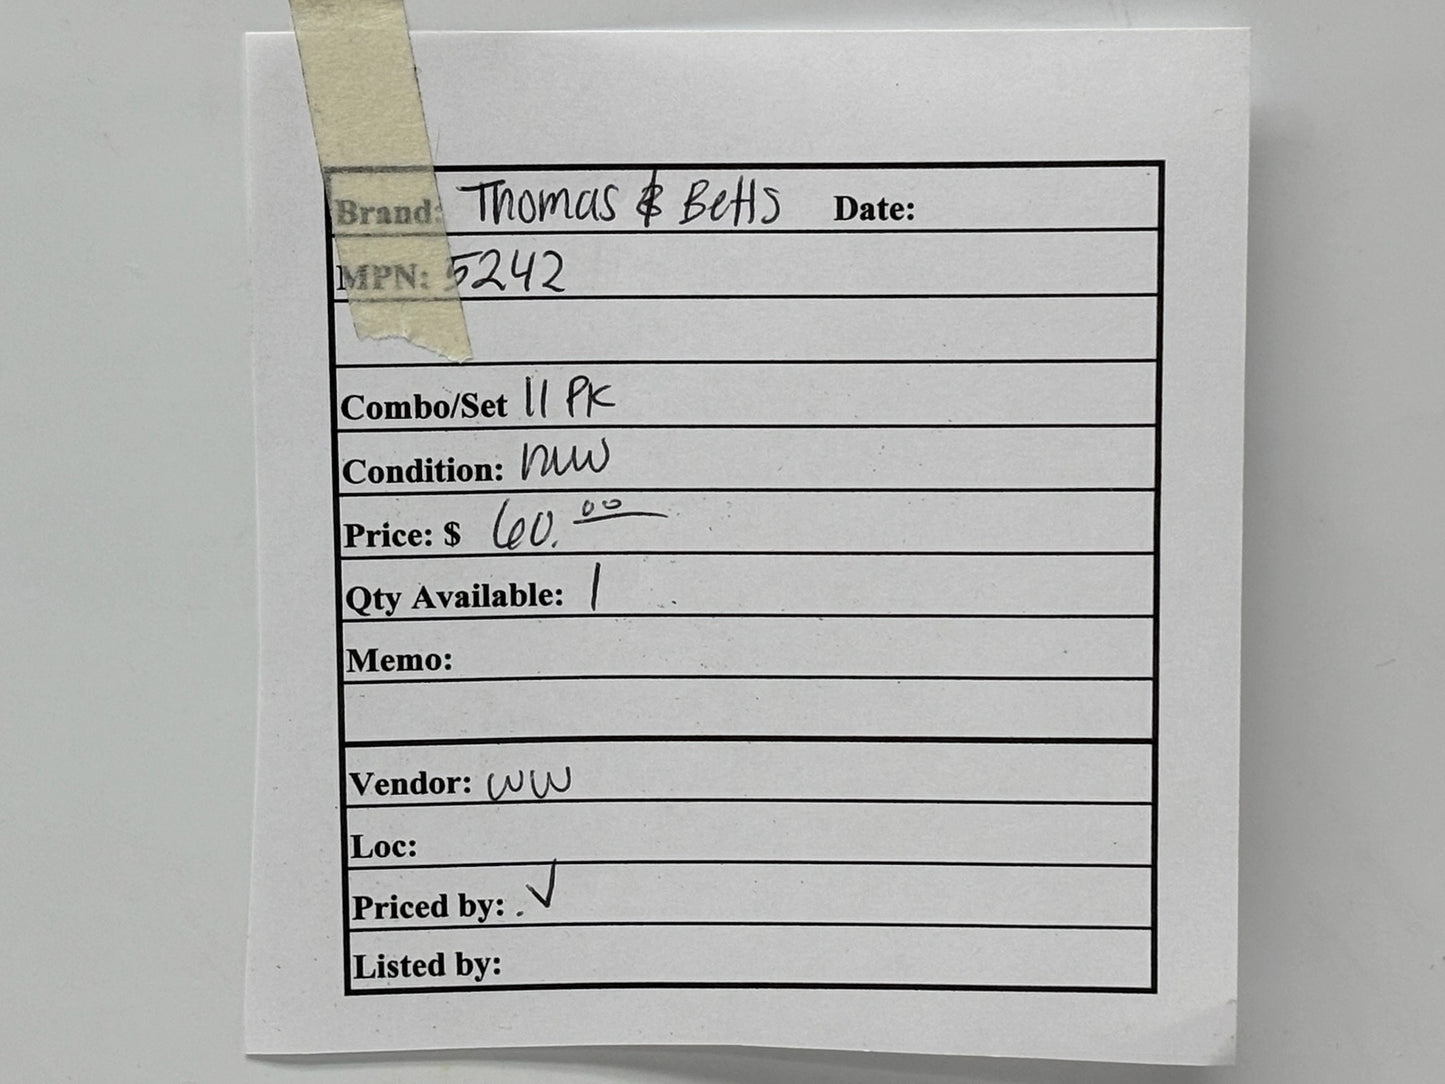 Brand: Thomas & Betts Date:
MPN: 5242
Combo/Set 11 PK
Condition: new
Price: $ 60.00
Qty Available: 1
Memo:
Vendor: WW
Loc:
Priced by: . ✓
Listed by: